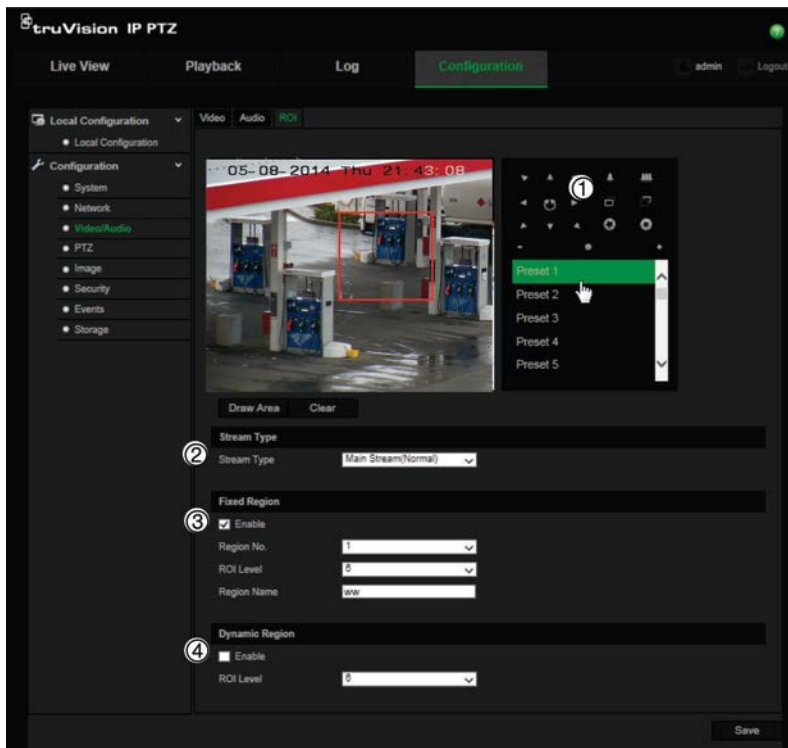 truVision IP PTZ
?
Live View Playback Log Configuration admin Logout
Local Configuration
Local Configuration
Configuration
System
Network
Video/Audio
PTZ
Image
Security
Events
Storage
Video Audio ROI
05-08-2014 Thu 21:43:08
①
Preset 1
Preset 2
Preset 3
Preset 4
Preset 5
Draw Area Clear
Stream Type
② Stream Type Main Stream(Normal)
Fixed Region
③ Enable
Region No. 1
ROI Level 6
Region Name ww
Dynamic Region
④ Enable
ROI Level 6
Save